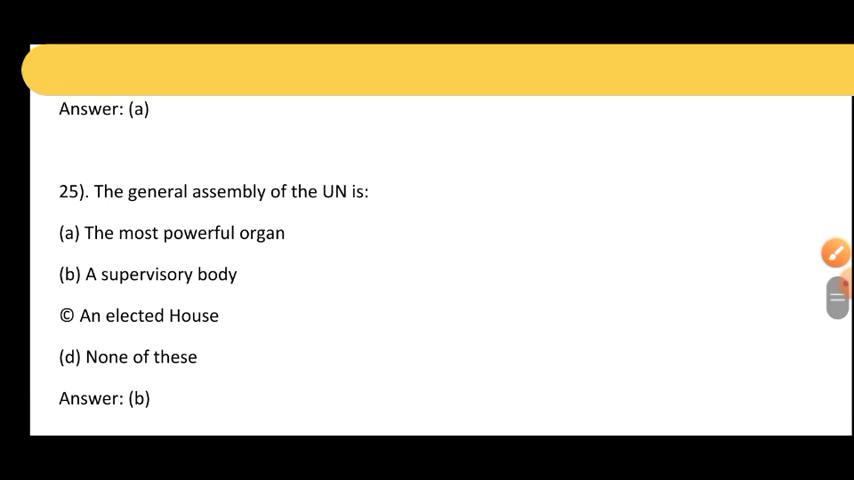 Answer: (a)
25). The general assembly of the UN is:
(a) The most powerful organ
(b) A supervisory body
© An elected House
(d) None of these
Answer: (b)